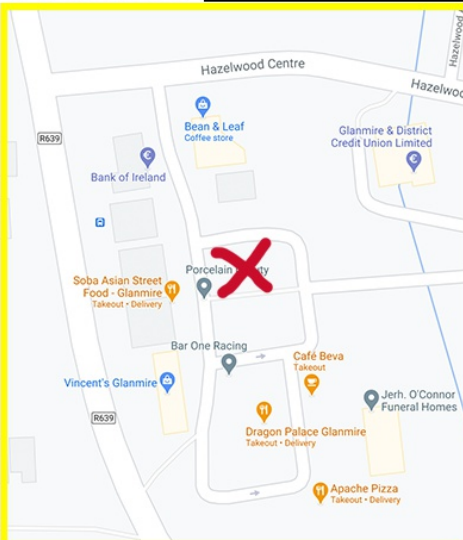 Hazelwood Centre
Hazelwoo
Hazelwood
Bean & Leaf
Coffee store
Glanmire & District
Credit Union Limited
R639
Bank of Ireland
Porcelain
ty
Soba Asian Street
Food - Glanmire
Takeout • Delivery
Bar One Racing
Café Beva
Takeout
Vincent's Glanmire
Jerh. O'Connor
Funeral Homes
R639
Dragon Palace Glanmire
Takeout • Delivery
Apache Pizza
Takeout • Delivery